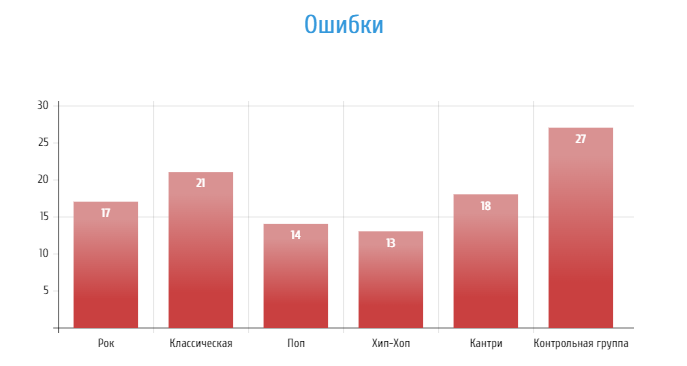 Ошибки
30
25
20
15
10
5
17
21
14
13
18
27
Рок
Классическая
Поп
Хип-Хоп
Кантри
Контрольная группа